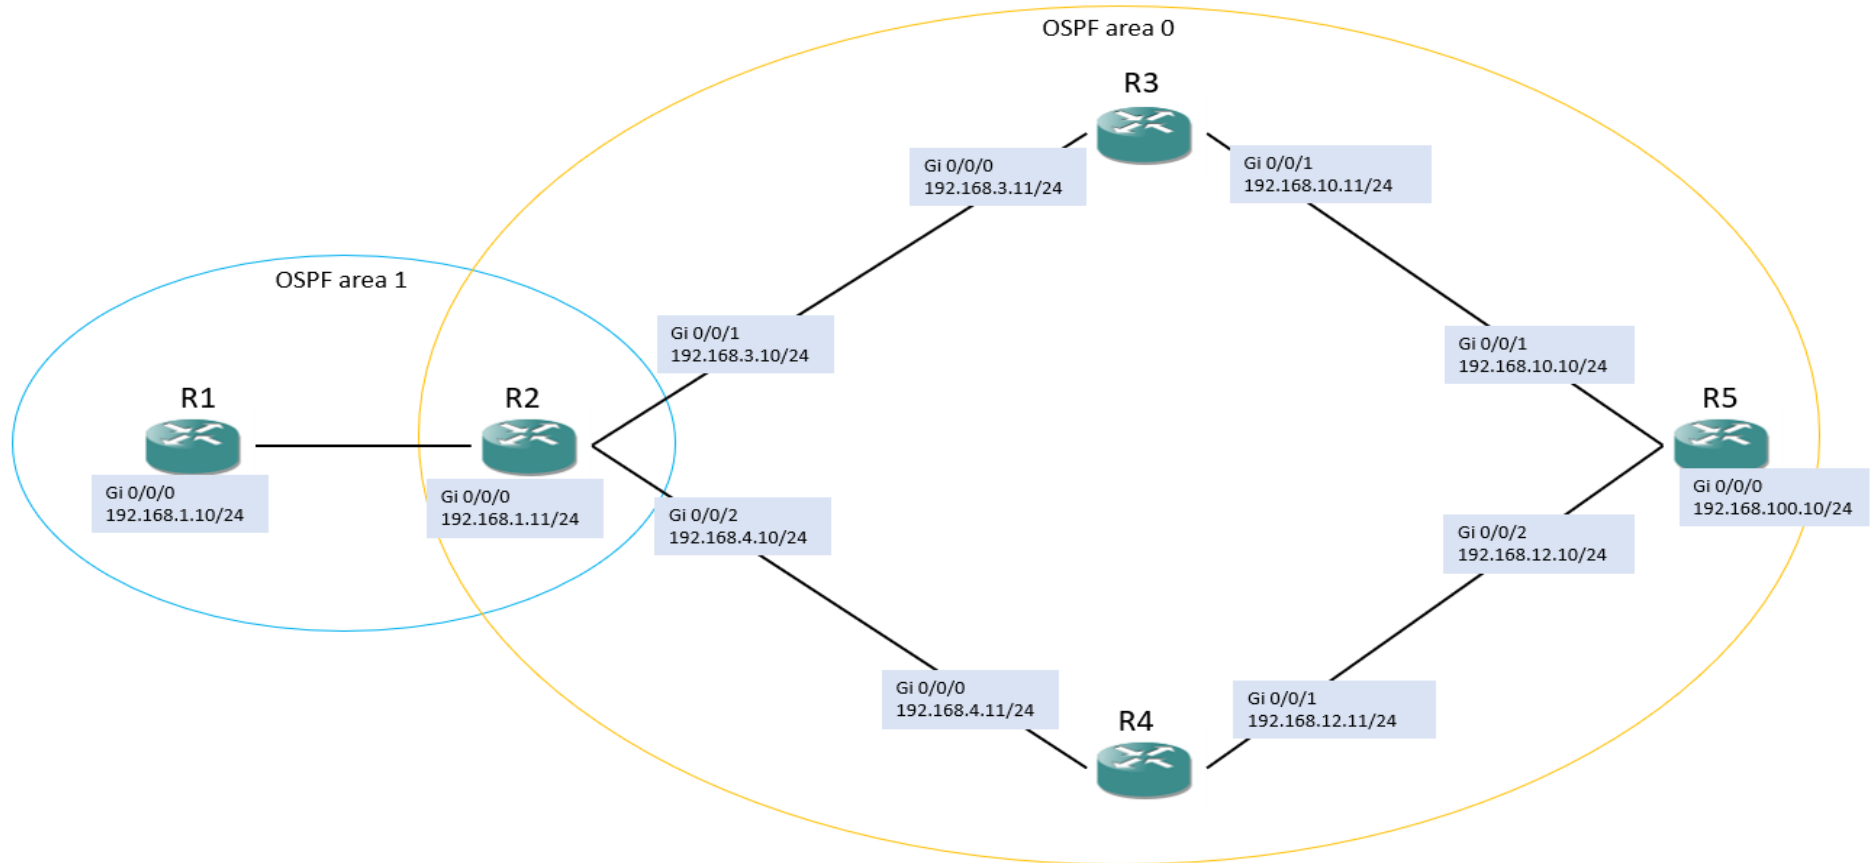 OSPF area 0
R3
Gi 0/0/0
192.168.3.11/24
Gi 0/0/1
192.168.10.11/24
OSPF area 1
Gi 0/0/1
192.168.3.10/24
Gi 0/0/1
192.168.10.10/24
R1
R2
R5
Gi 0/0/0
192.168.1.10/24
Gi 0/0/0
192.168.1.11/24
Gi 0/0/2
192.168.4.10/24
Gi 0/0/2
192.168.12.10/24
Gi 0/0/0
192.168.100.10/24
Gi 0/0/0
192.168.4.11/24
R4
Gi 0/0/1
192.168.12.11/24